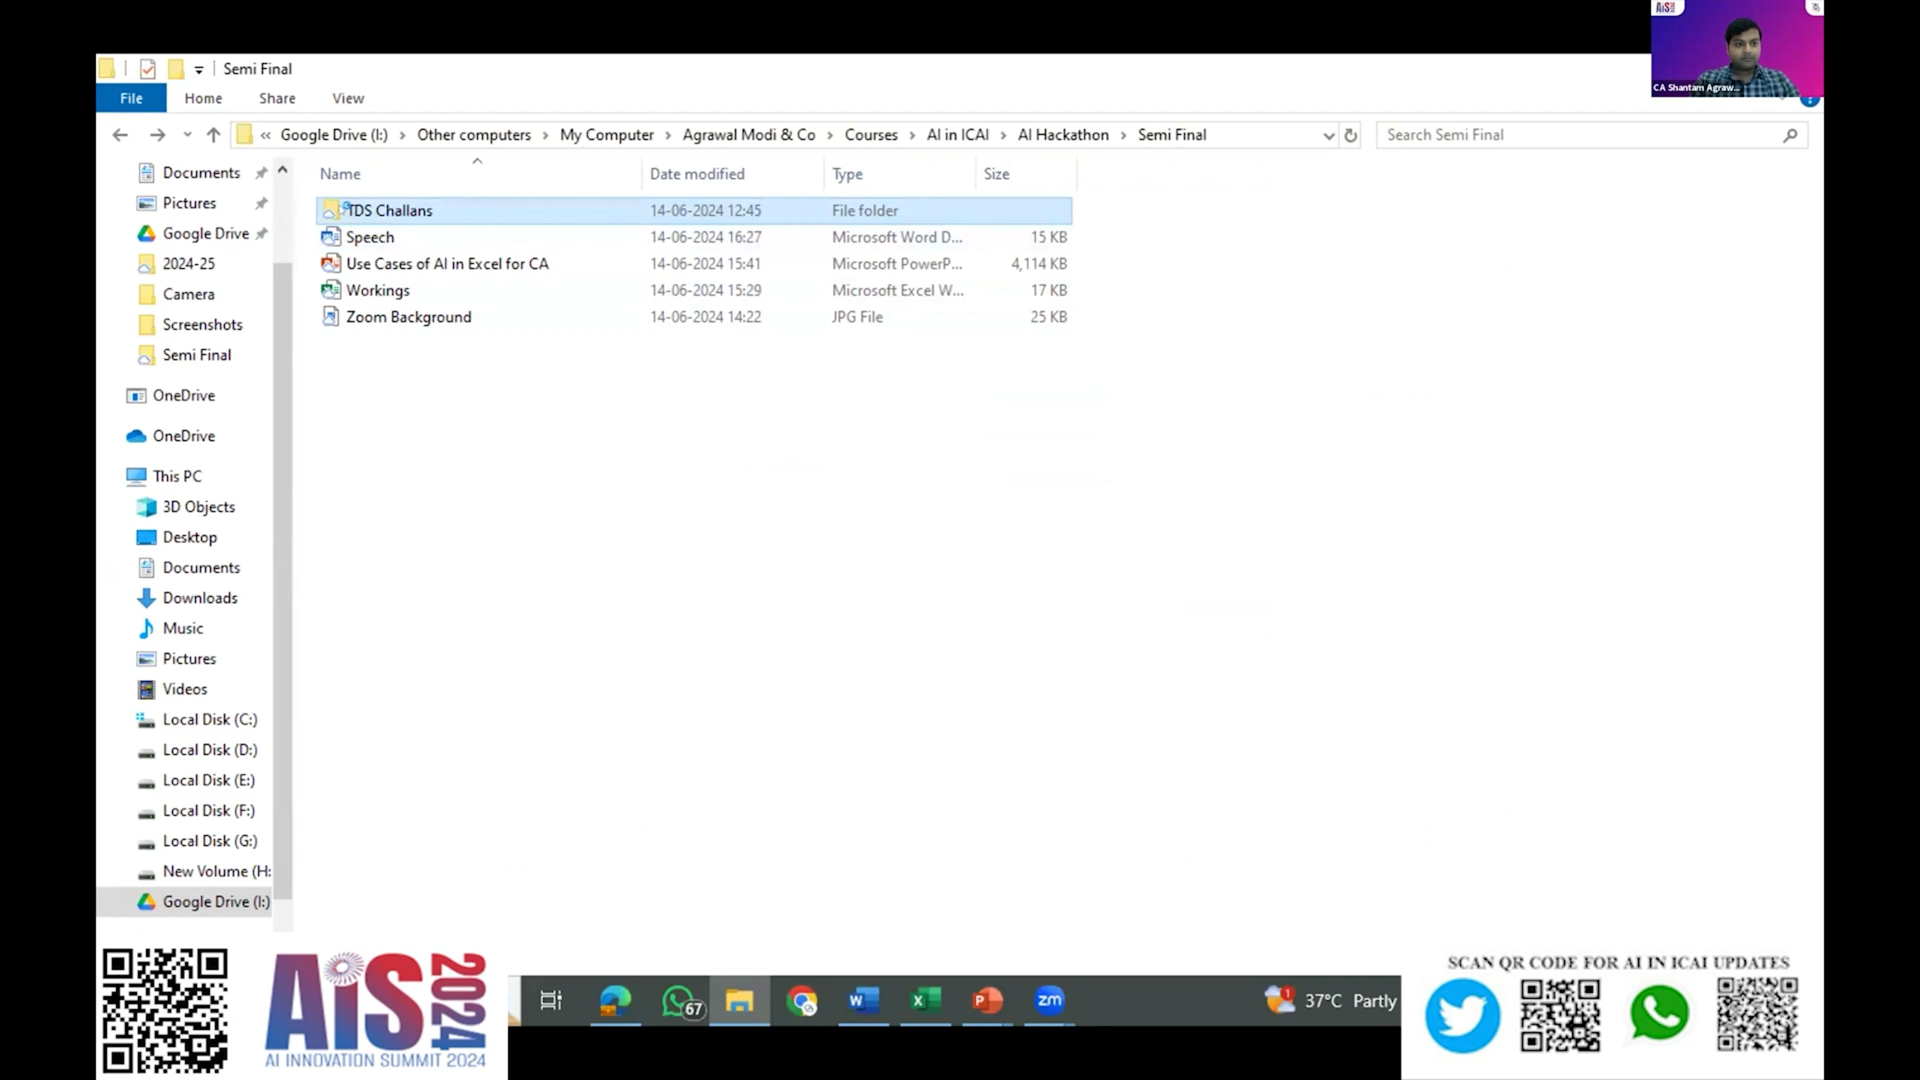 AiS
CA Shantam Agraw...
Semi Final
File Home Share View
« Google Drive (I:) > Other computers > My Computer > Agrawal Modi & Co > Courses > AI in ICAI > AI Hackathon > Semi Final
Search Semi Final
Name Date modified Type Size
TDS Challans 14-06-2024 12:45 File folder
Speech 14-06-2024 16:27 Microsoft Word D... 15 KB
Use Cases of AI in Excel for CA 14-06-2024 15:41 Microsoft PowerP... 4,114 KB
Workings 14-06-2024 15:29 Microsoft Excel W... 17 KB
Zoom Background 14-06-2024 14:22 JPG File 25 KB
Documents
Pictures
Google Drive
2024-25
Camera
Screenshots
Semi Final
OneDrive
OneDrive
This PC
3D Objects
Desktop
Documents
Downloads
Music
Pictures
Videos
Local Disk (C:)
Local Disk (D:)
Local Disk (E:)
Local Disk (F:)
Local Disk (G:)
New Volume (H:
Google Drive (I:)
AiS 2024
AI INNOVATION SUMMIT 2024
67
W
X
P
zm
1
37°C Partly
SCAN QR CODE FOR AI IN ICAI UPDATES